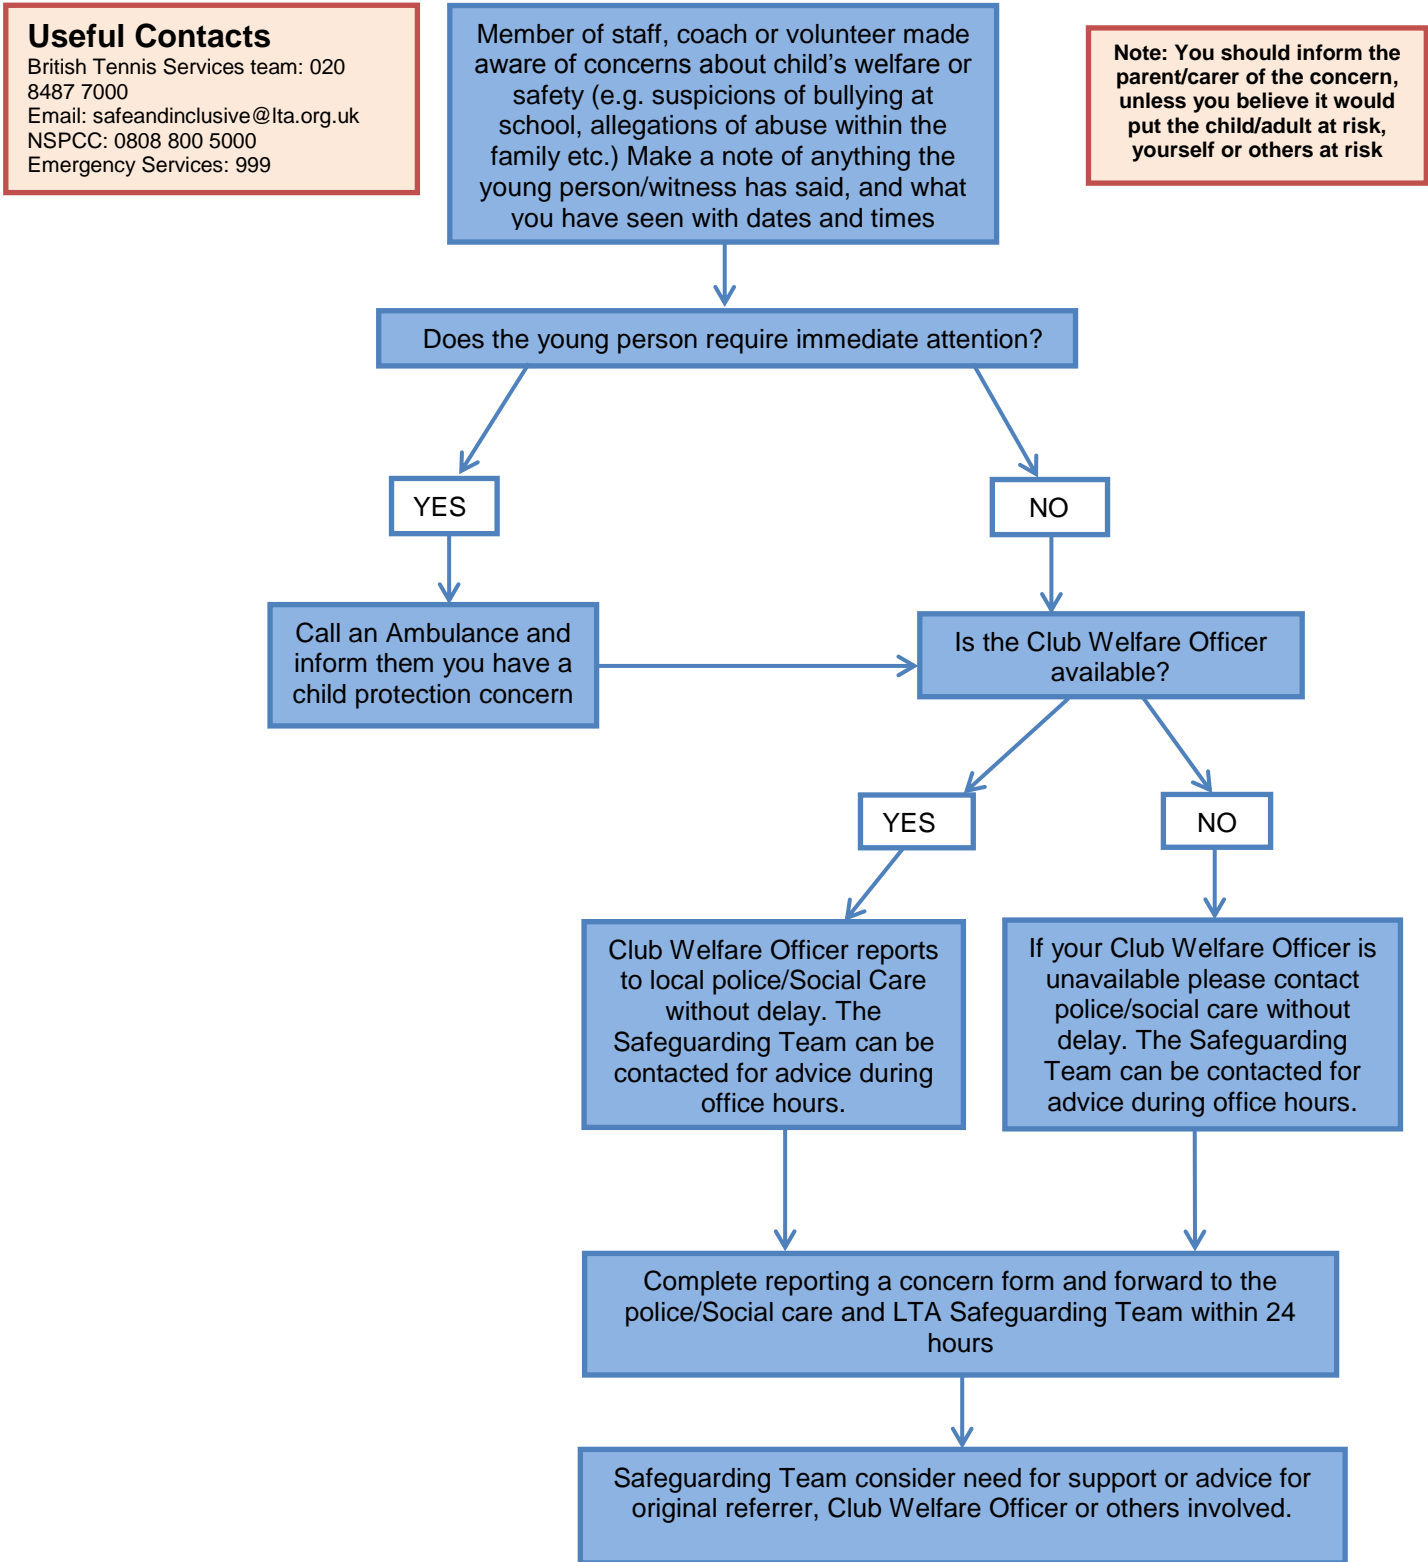 Useful Contacts
British Tennis Services team: 020
8487 7000
Email: safeandinclusive@lta.org.uk
NSPCC: 0808 800 5000
Emergency Services: 999
Member of staff, coach or volunteer made
aware of concerns about child’s welfare or
safety (e.g. suspicions of bullying at
school, allegations of abuse within the
family etc.) Make a note of anything the
young person/witness has said, and what
you have seen with dates and times
Note: You should inform the
parent/carer of the concern,
unless you believe it would
put the child/adult at risk,
yourself or others at risk
Does the young person require immediate attention?
YES
NO
Call an Ambulance and
inform them you have a
child protection concern
Is the Club Welfare Officer
available?
YES
NO
Club Welfare Officer reports
to local police/Social Care
without delay. The
Safeguarding Team can be
contacted for advice during
office hours.
If your Club Welfare Officer is
unavailable please contact
police/social care without
delay. The Safeguarding
Team can be contacted for
advice during office hours.
Complete reporting a concern form and forward to the
police/Social care and LTA Safeguarding Team within 24
hours
Safeguarding Team consider need for support or advice for
original referrer, Club Welfare Officer or others involved.